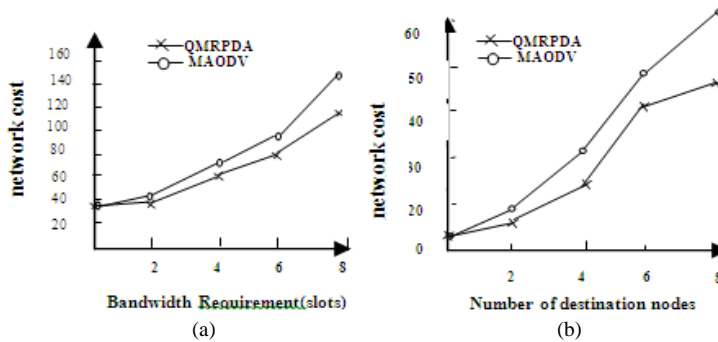 160
140
120
100
80
60
40
20
network cost
QMRPDA
MAODV
2 4 6 8
Bandwidth Requirement(slots)
(a)
60
50
40
30
20
0
network cost
QMRPDA
MAODV
2 4 6 8
Number of destination nodes
(b)